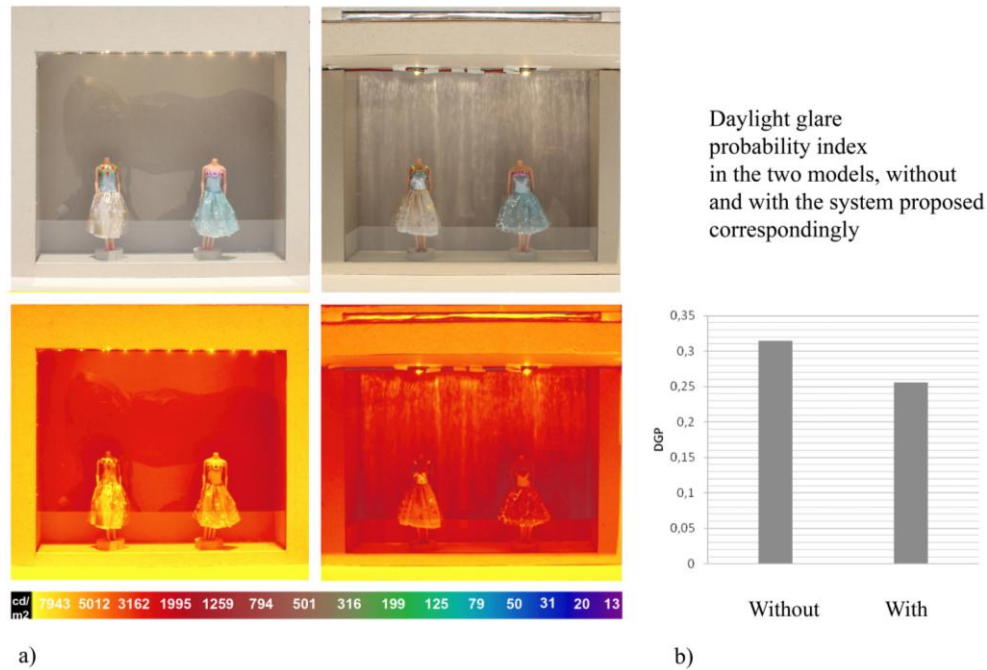 Daylight glare
probability index
in the two models, without
and with the system proposed
correspondingly
0,35
0,3
0,25
0,2
0,15
0,1
0,05
0
DGP
Without With
cd/ m2 7943 5012 3162 1995 1259 794 501 316 199 125 79 50 31 20 13
a)
b)